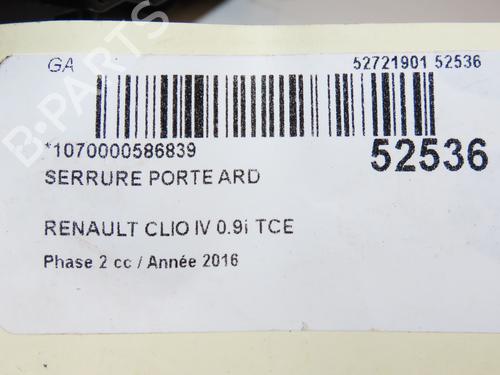 GA
52721901 52536
*1070000586839
52536
SERRURE PORTE ARD
RENAULT CLIO IV 0.9i TCE
Phase 2 cc / Année 2016
B-PARTS